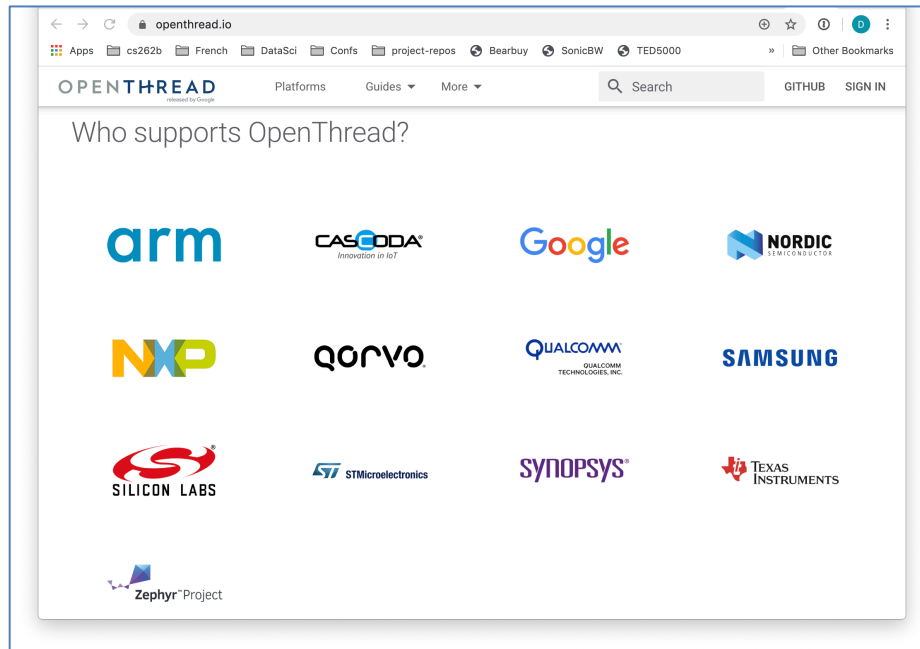 openthread.io
D
Apps cs262b French DataSci Confs project-repos Bearbuy SonicBW TED5000 » Other Bookmarks
OPENTHREAD Platforms Guides More Search GITHUB SIGN IN
released by Google
Who supports OpenThread?
arm CASCODA® Google NORDIC
Innovation in IoT SEMICONDUCTOR
NXP QORVO. QUALCOMM SAMSUNG
QUALCOMM
TECHNOLOGIES, INC.
SILICON LABS ST STMicroelectronics SYNOPSYS® TEXAS
INSTRUMENTS
Zephyr™Project